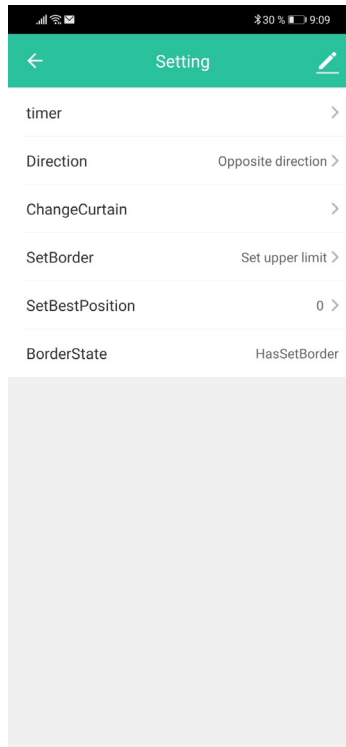 30 % 9:09
Setting
timer
Direction Opposite direction
ChangeCurtain
SetBorder Set upper limit
SetBestPosition 0
BorderState HasSetBorder